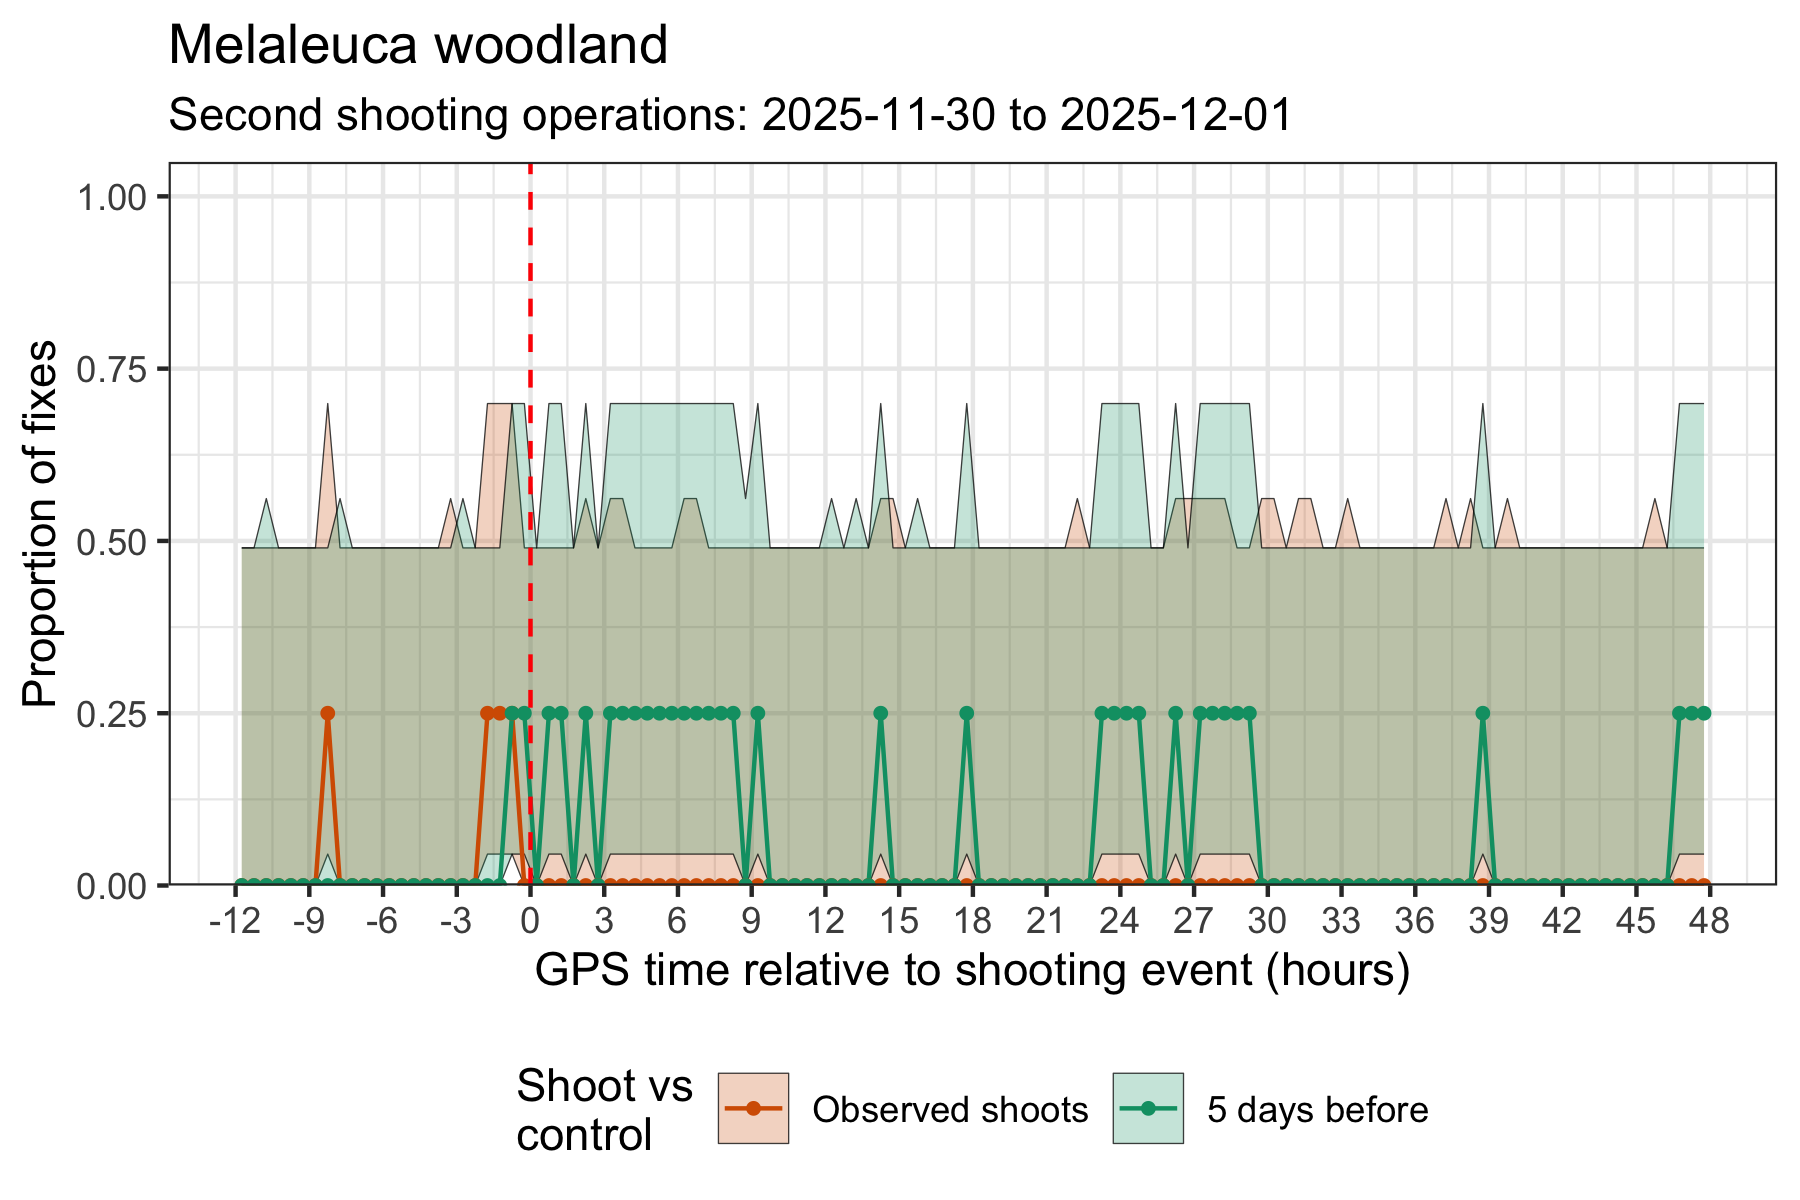 Melaleuca woodland
Second shooting operations: 2025-11-30 to 2025-12-01
1.00
0.75
0.50
0.25
0.00
Proportion of fixes
-12 -9 -6 -3 0 3 6 9 12 15 18 21 24 27 30 33 36 39 42 45 48
GPS time relative to shooting event (hours)
Shoot vs
control
Observed shoots
5 days before